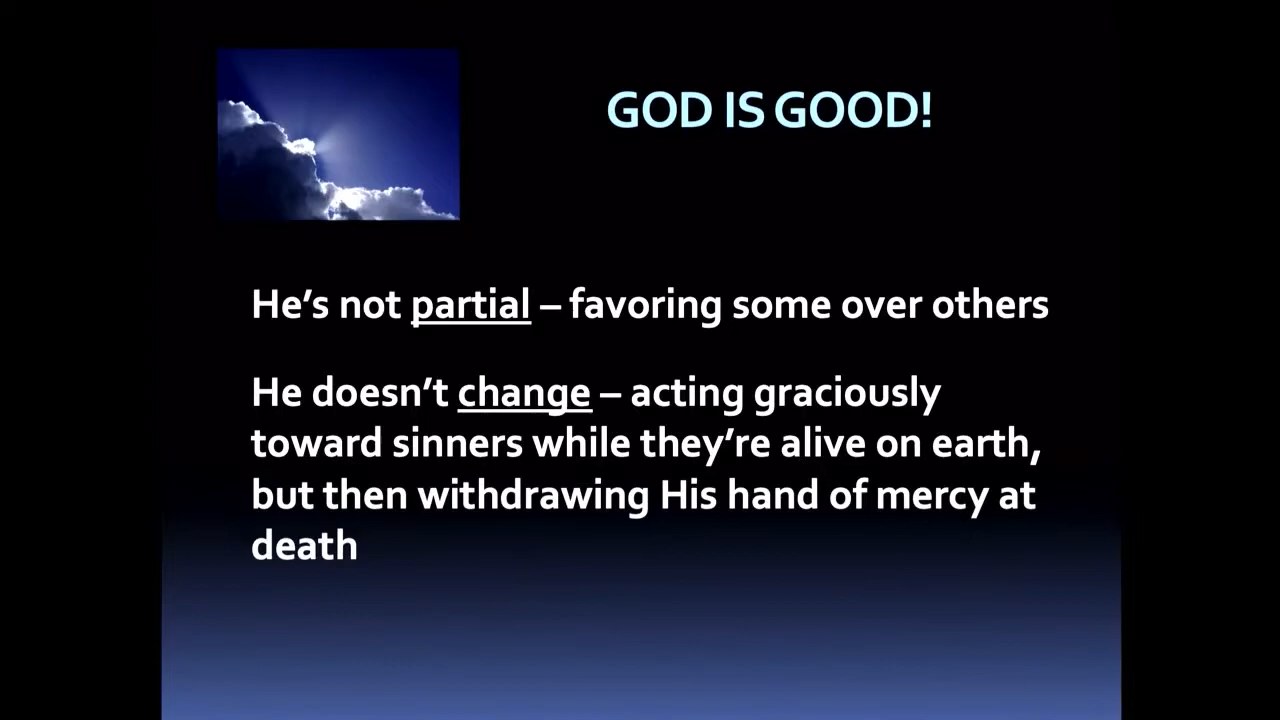 GOD IS GOOD!
He’s not partial – favoring some over others
He doesn’t change – acting graciously
toward sinners while they’re alive on earth,
but then withdrawing His hand of mercy at
death